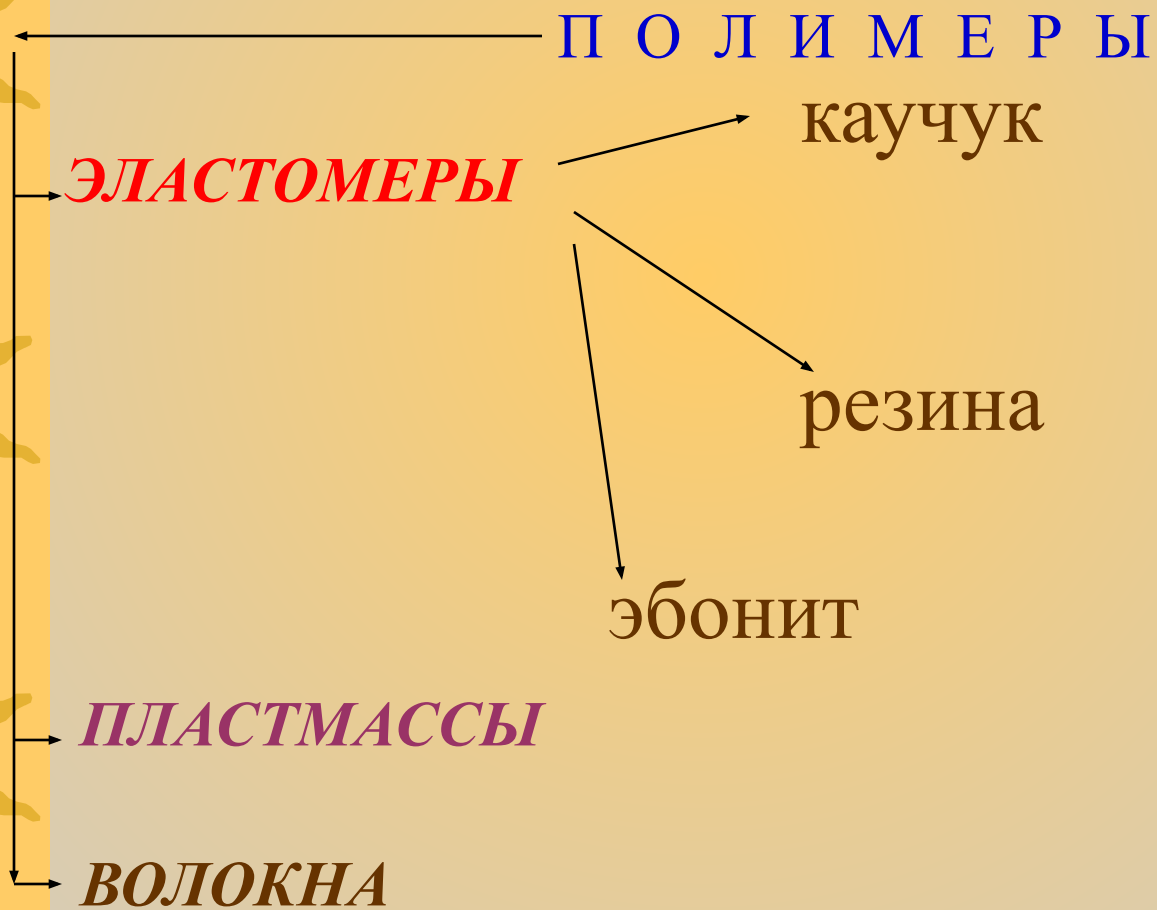 П О Л И М Е Р Ы
каучук
ЭЛАСТОМЕРЫ
резина
эбонит
ПЛАСТМАССЫ
ВОЛОКНА